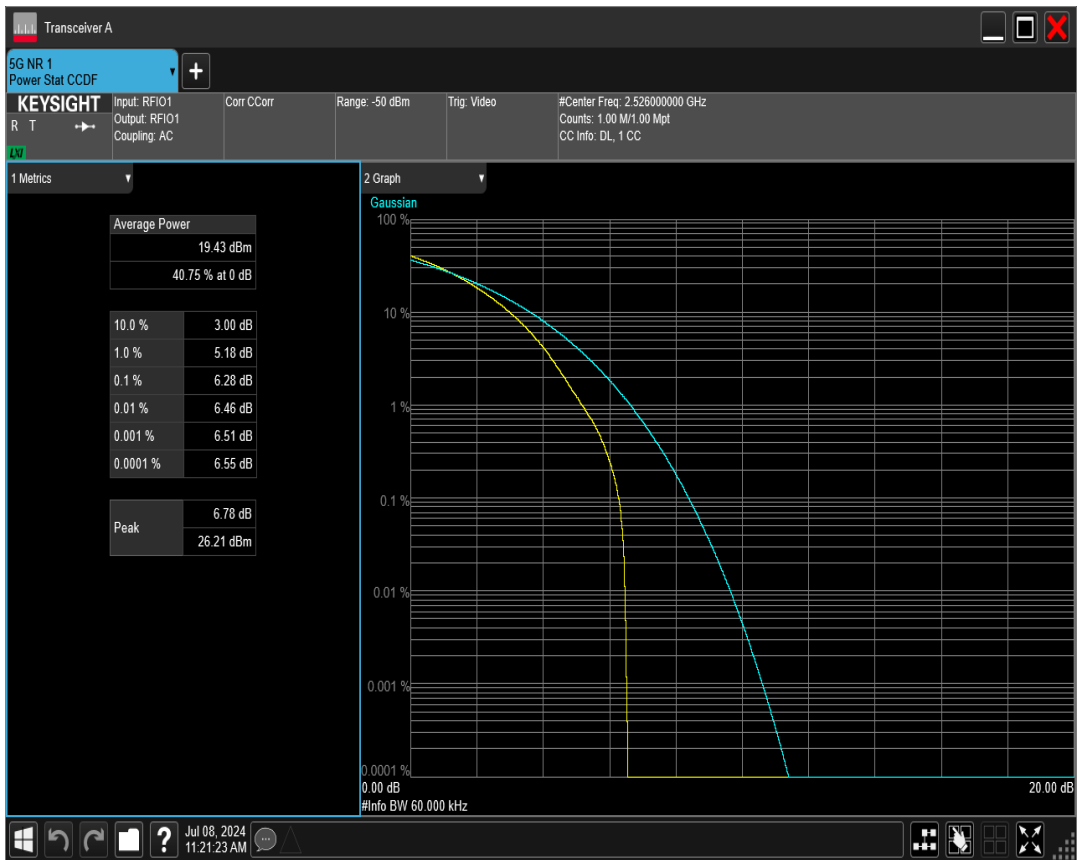 Transceiver A
5G NR 1
Power Stat CCDF
KEYSIGHT
R T
LXI
Input: RFIO1
Output: RFIO1
Coupling: AC
Corr CCorr
Range: -50 dBm
Trig: Video
#Center Freq: 2.526000000 GHz
Counts: 1.00 M/1.00 Mpt
CC Info: DL, 1 CC
1 Metrics
Average Power
19.43 dBm
40.75 % at 0 dB
10.0 % 3.00 dB
1.0 % 5.18 dB
0.1 % 6.28 dB
0.01 % 6.46 dB
0.001 % 6.51 dB
0.0001 % 6.55 dB
Peak
6.78 dB
26.21 dBm
2 Graph
Gaussian
100 %
10 %
1 %
0.1 %
0.01 %
0.001 %
0.0001 %
0.00 dB 20.00 dB
#Info BW 60.000 kHz
?
Jul 08, 2024
11:21:23 AM